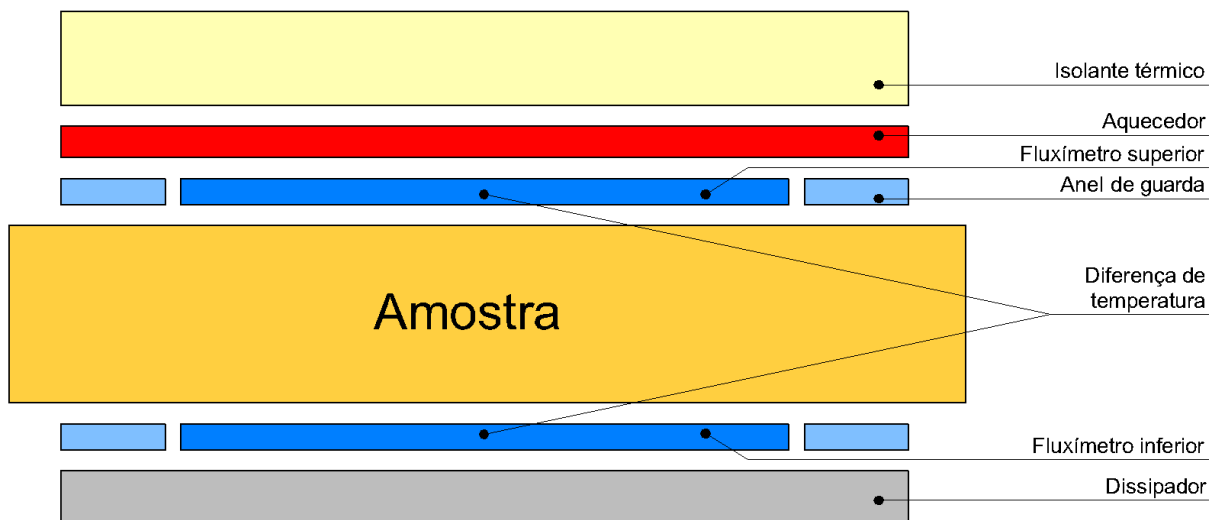 Isolante térmico
Aquecedor
Fluxímetro superior
Anel de guarda
Amostra
Diferença de
temperatura
Fluxímetro inferior
Dissipador